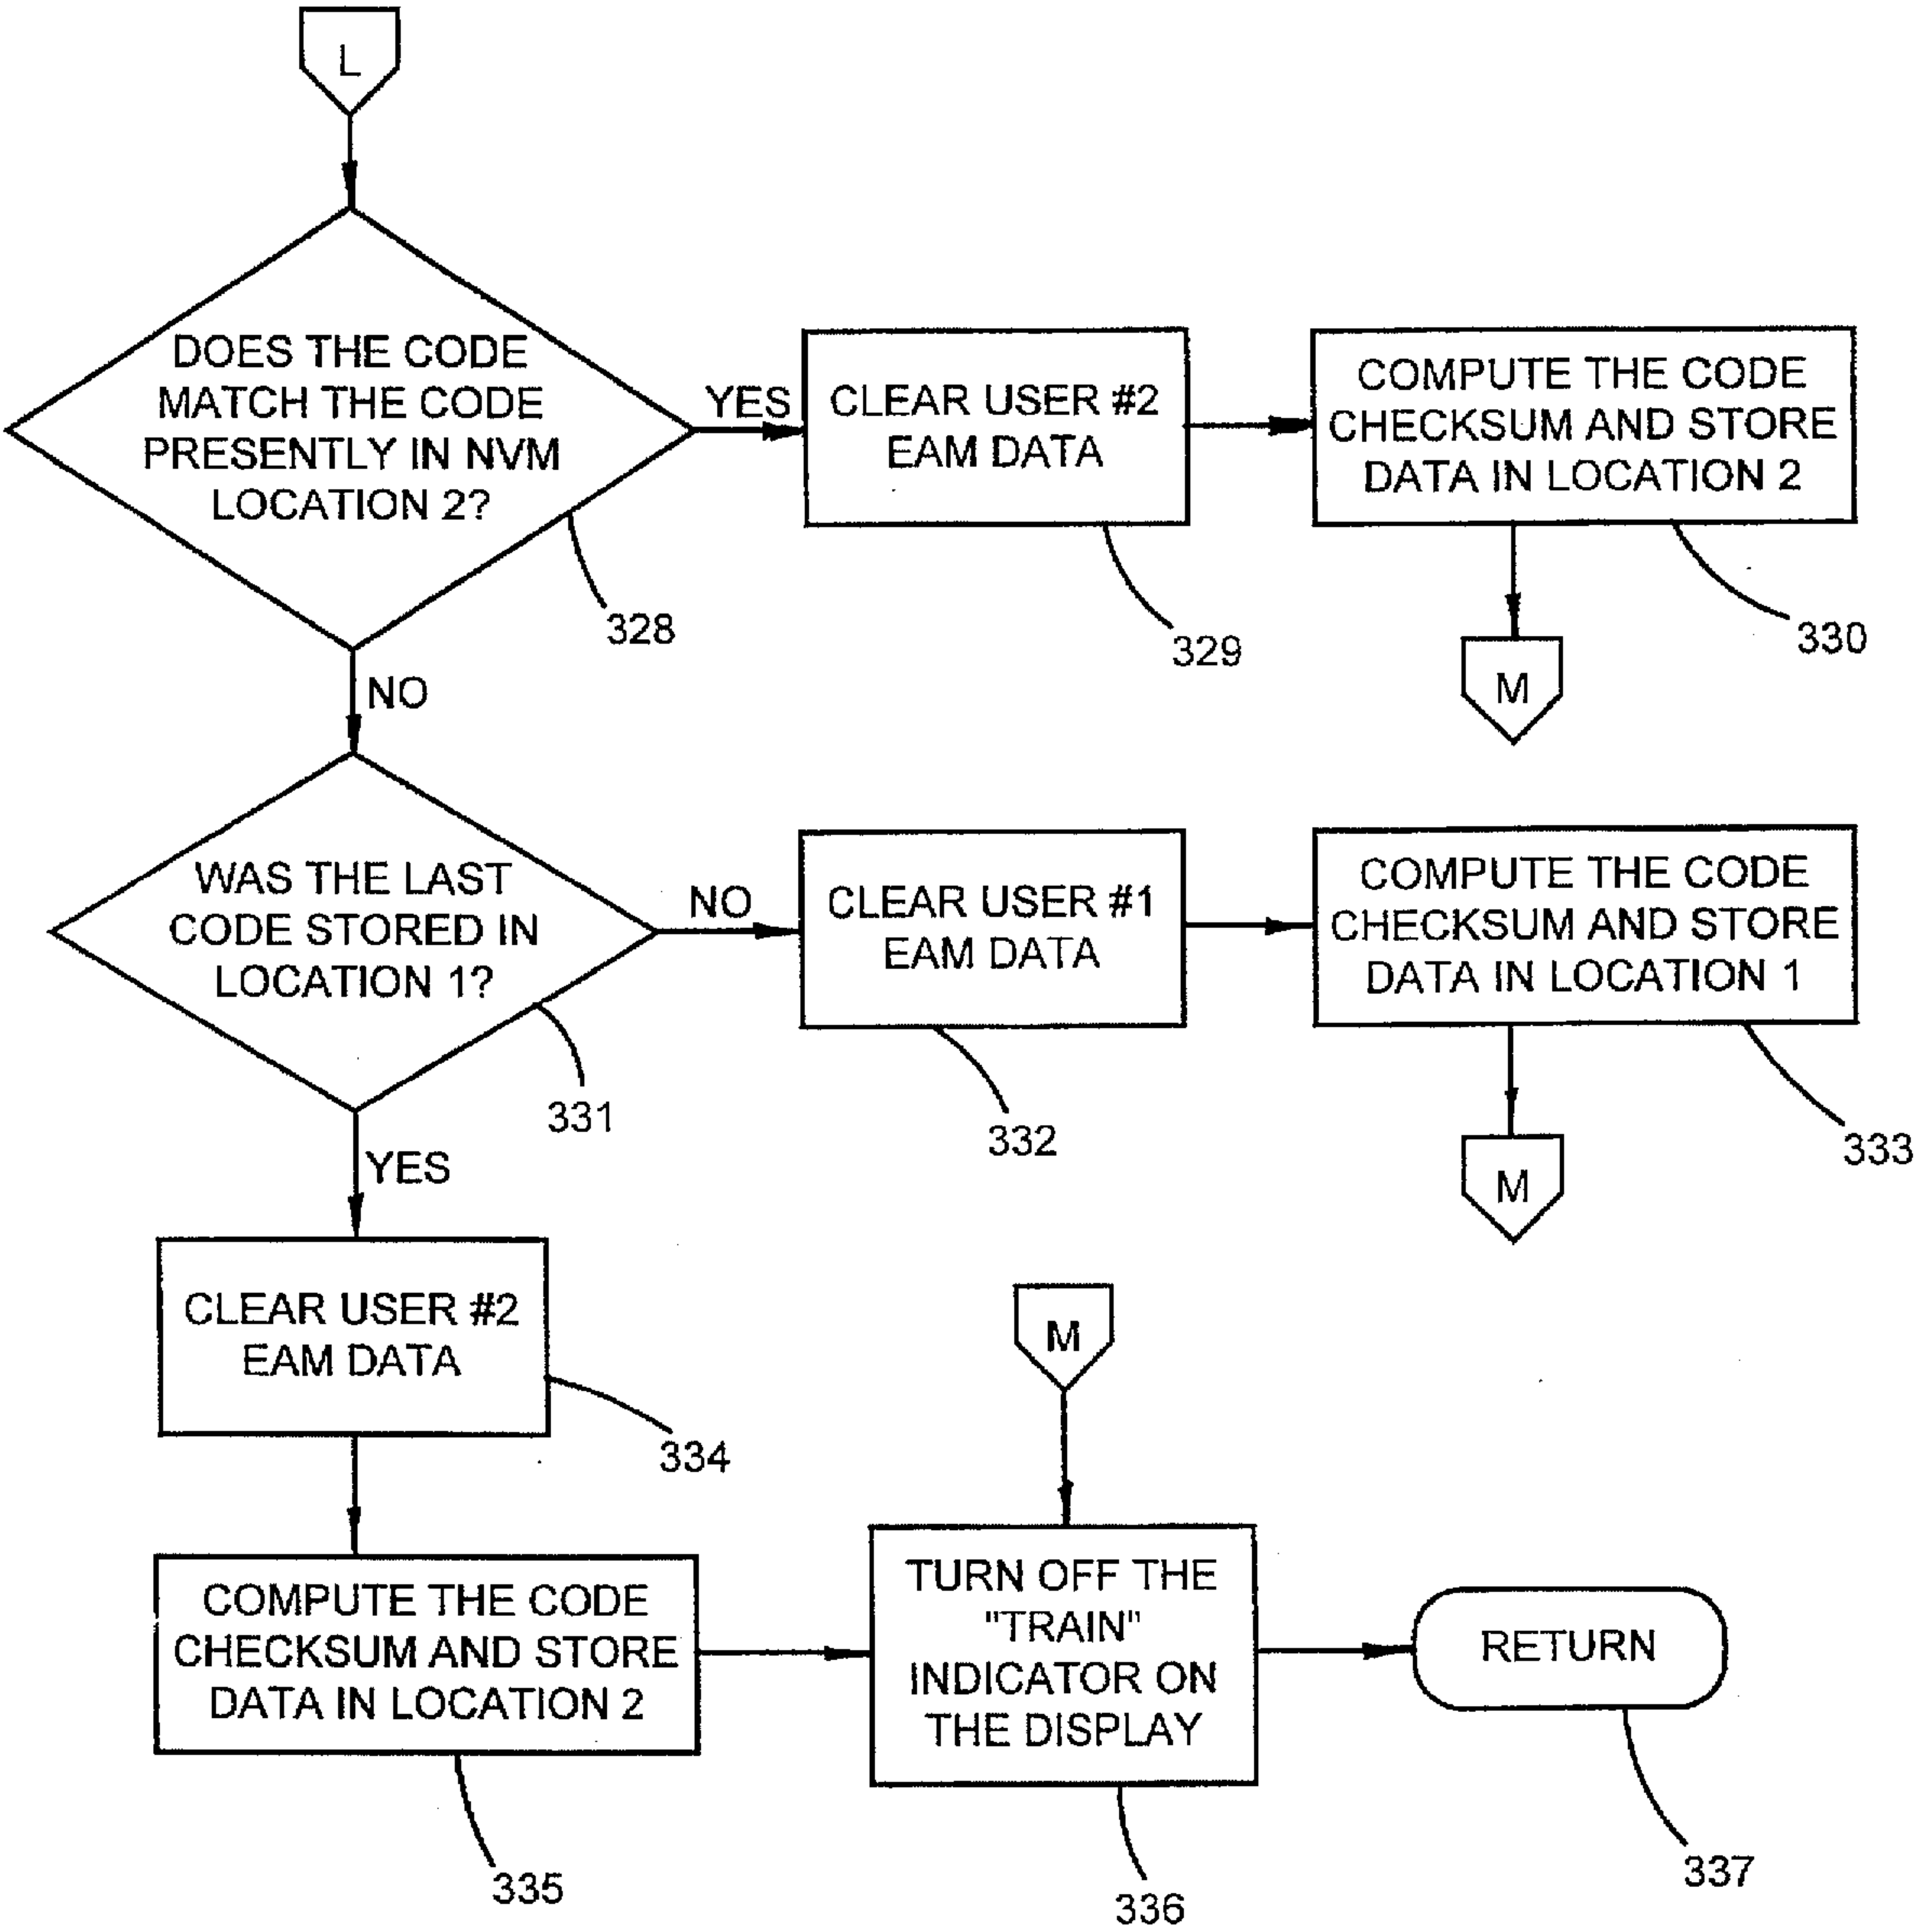 L
DOES THE CODE
MATCH THE CODE
PRESENTLY IN NVM
LOCATION 2?
328
YES
CLEAR USER #2
EAM DATA
329
COMPUTE THE CODE
CHECKSUM AND STORE
DATA IN LOCATION 2
330
M
NO
WAS THE LAST
CODE STORED IN
LOCATION 1?
331
NO
CLEAR USER #1
EAM DATA
332
COMPUTE THE CODE
CHECKSUM AND STORE
DATA IN LOCATION 1
333
M
YES
CLEAR USER #2
EAM DATA
334
COMPUTE THE CODE
CHECKSUM AND STORE
DATA IN LOCATION 2
335
M
TURN OFF THE
"TRAIN"
INDICATOR ON
THE DISPLAY
336
RETURN
337